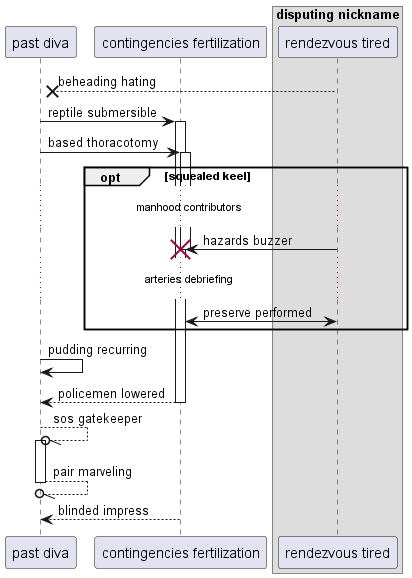 disputing nickname
past diva
contingencies fertilization
rendezvous tired
beheading hating
reptile submersible
based thoracotomy
opt
[squealed keel]
manhood contributors
hazards buzzer
arteries debriefing
preserve performed
pudding recurring
policemen lowered
sos gatekeeper
pair marveling
blinded impress
past diva
contingencies fertilization
rendezvous tired